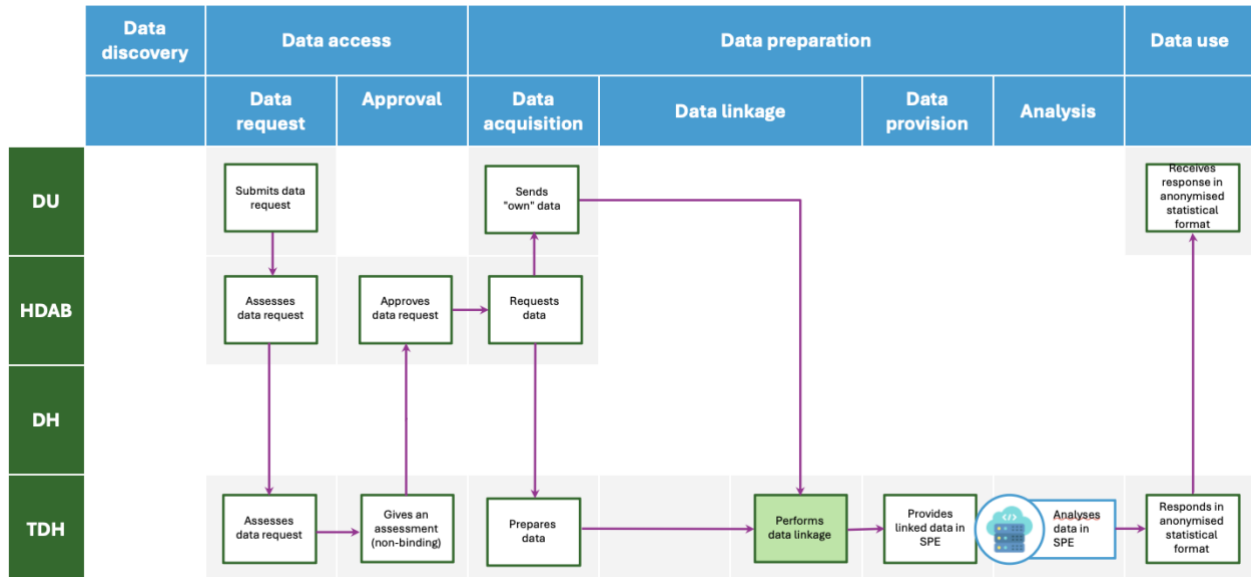 Data
discovery
Data access
Data preparation
Data use
Data
request
Approval
Data
acquisition
Data linkage
Data
provision
Analysis
DU
Submits data
request
Sends
"own" data
Receives
response in
anonymised
statistical
format
HDAB
Assesses
data request
Approves
data request
Requests
data
DH
TDH
Assesses
data request
Gives an
assessment
(non-binding)
Prepares
data
Performs
data linkage
Provides
linked data in
SPE
</>
Analyses
data in
SPE
Responds in
anonymised
statistical
format